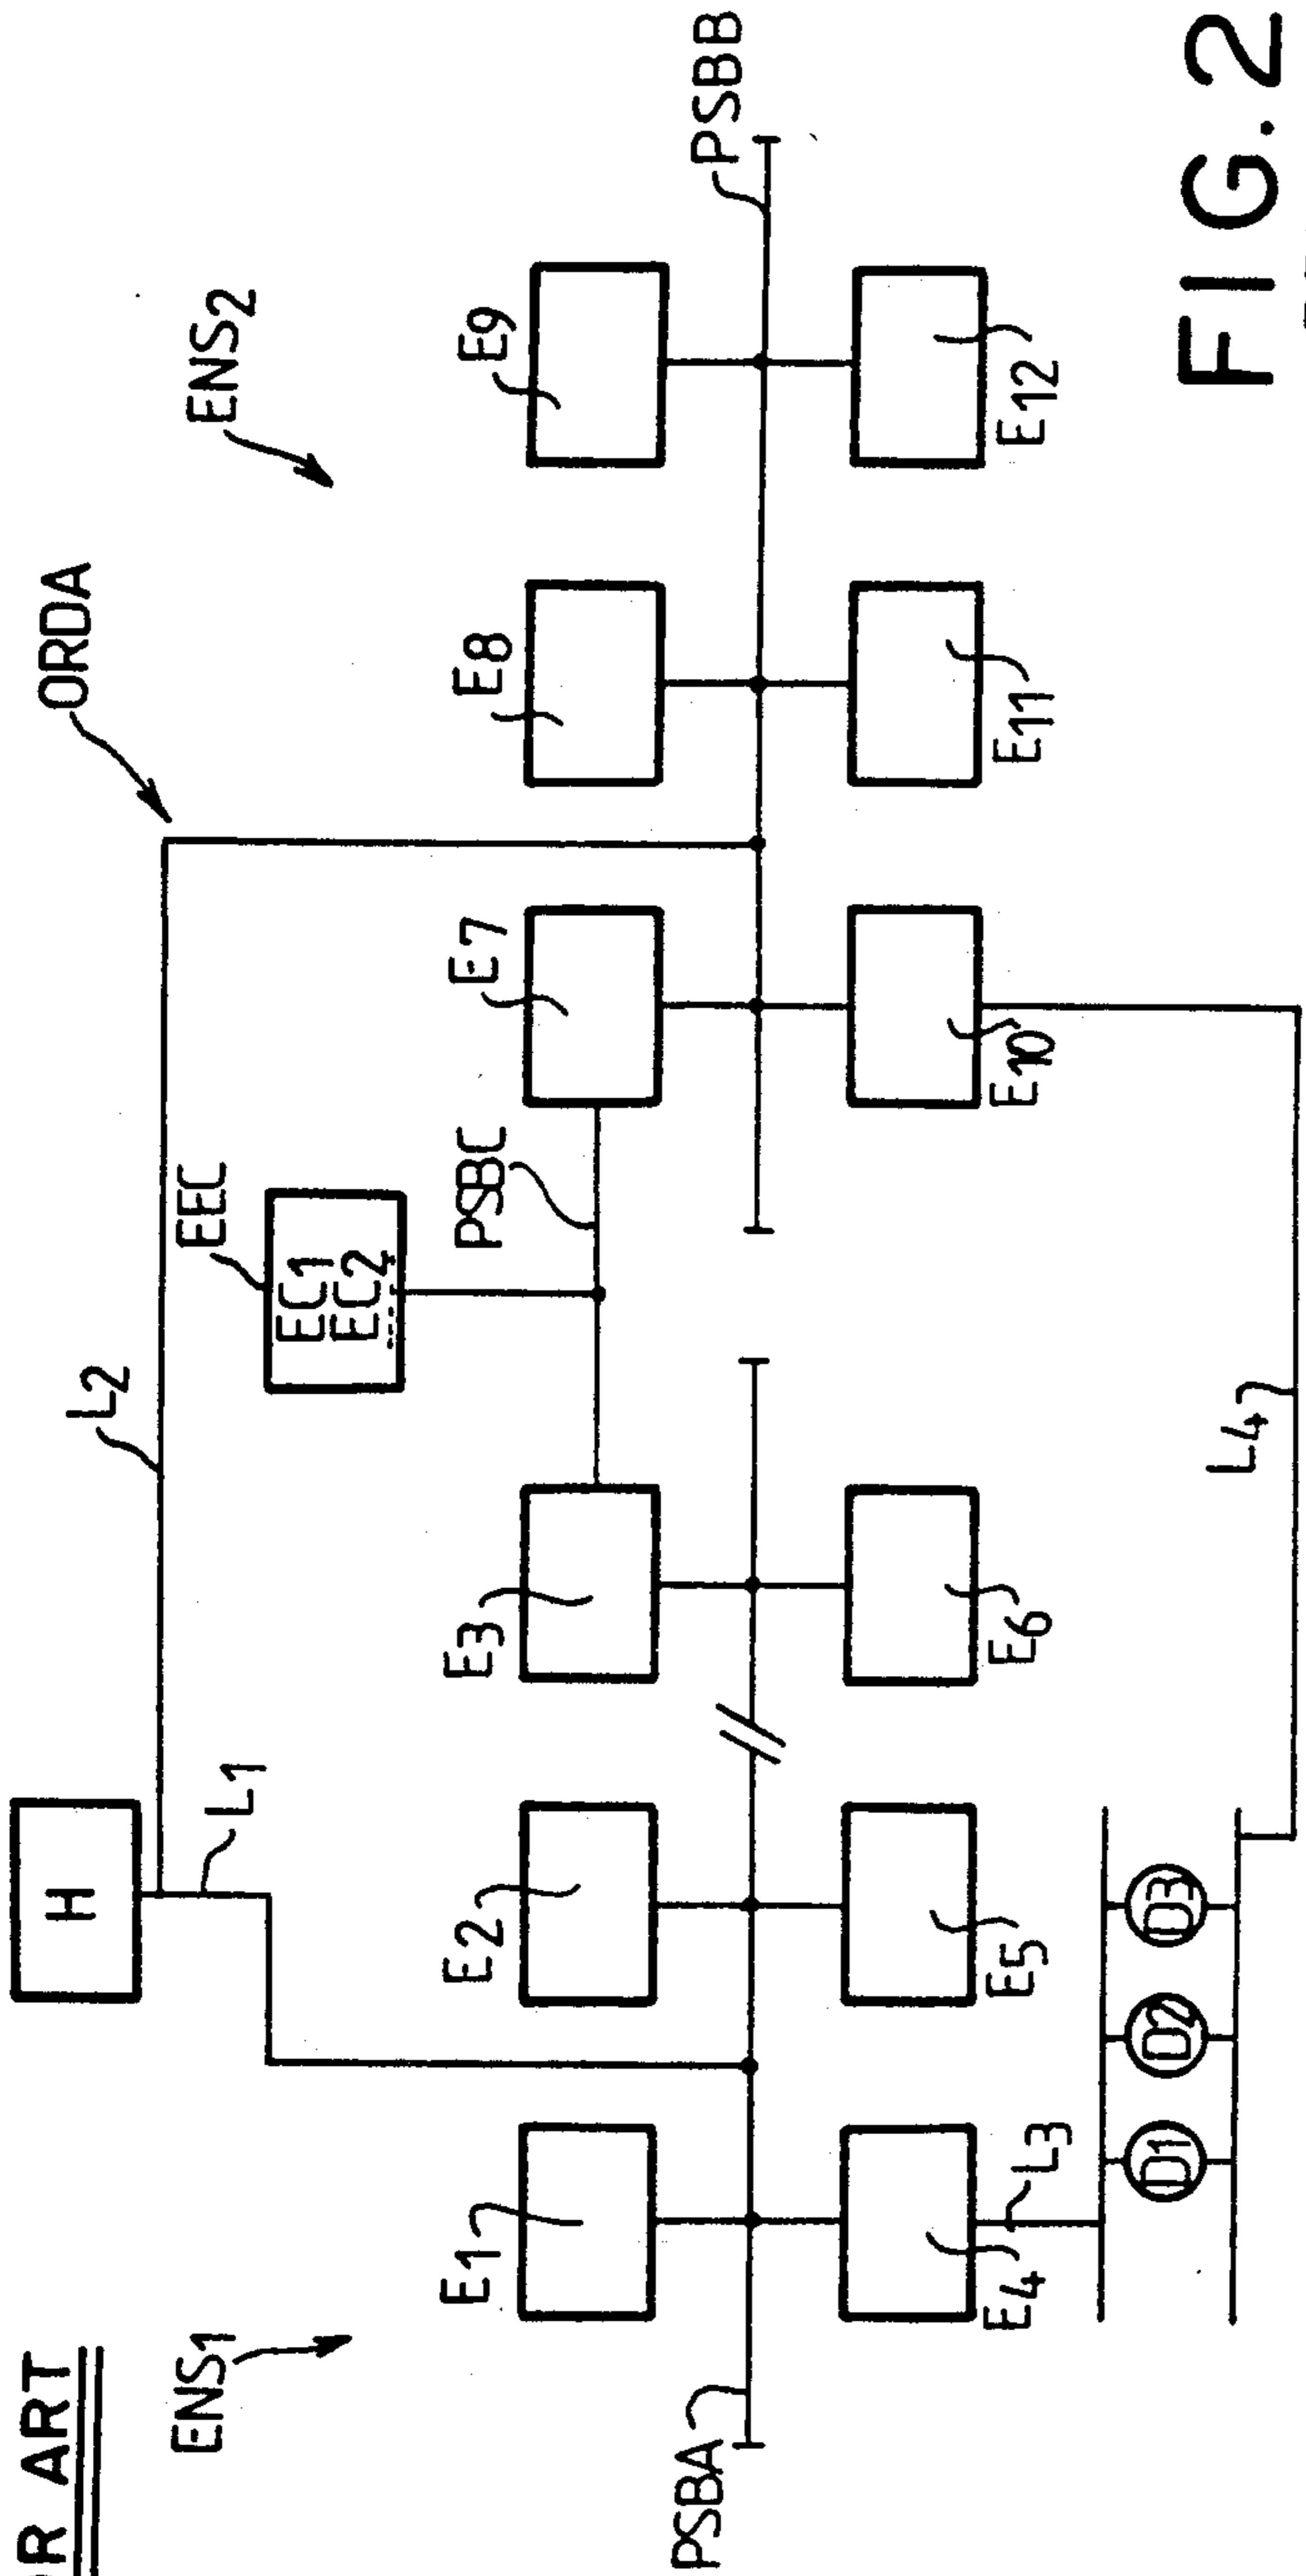 ART
ORDA
H
L2
L1
EEC
EC1
EC2
ENS1
ENS2
E1
E2
E3
PSBC
E7
E8
E9
PSBA
PSBB
E4
E5
E6
E10
E11
E12
L3
D1
D2
D3
L4
FIG. 2